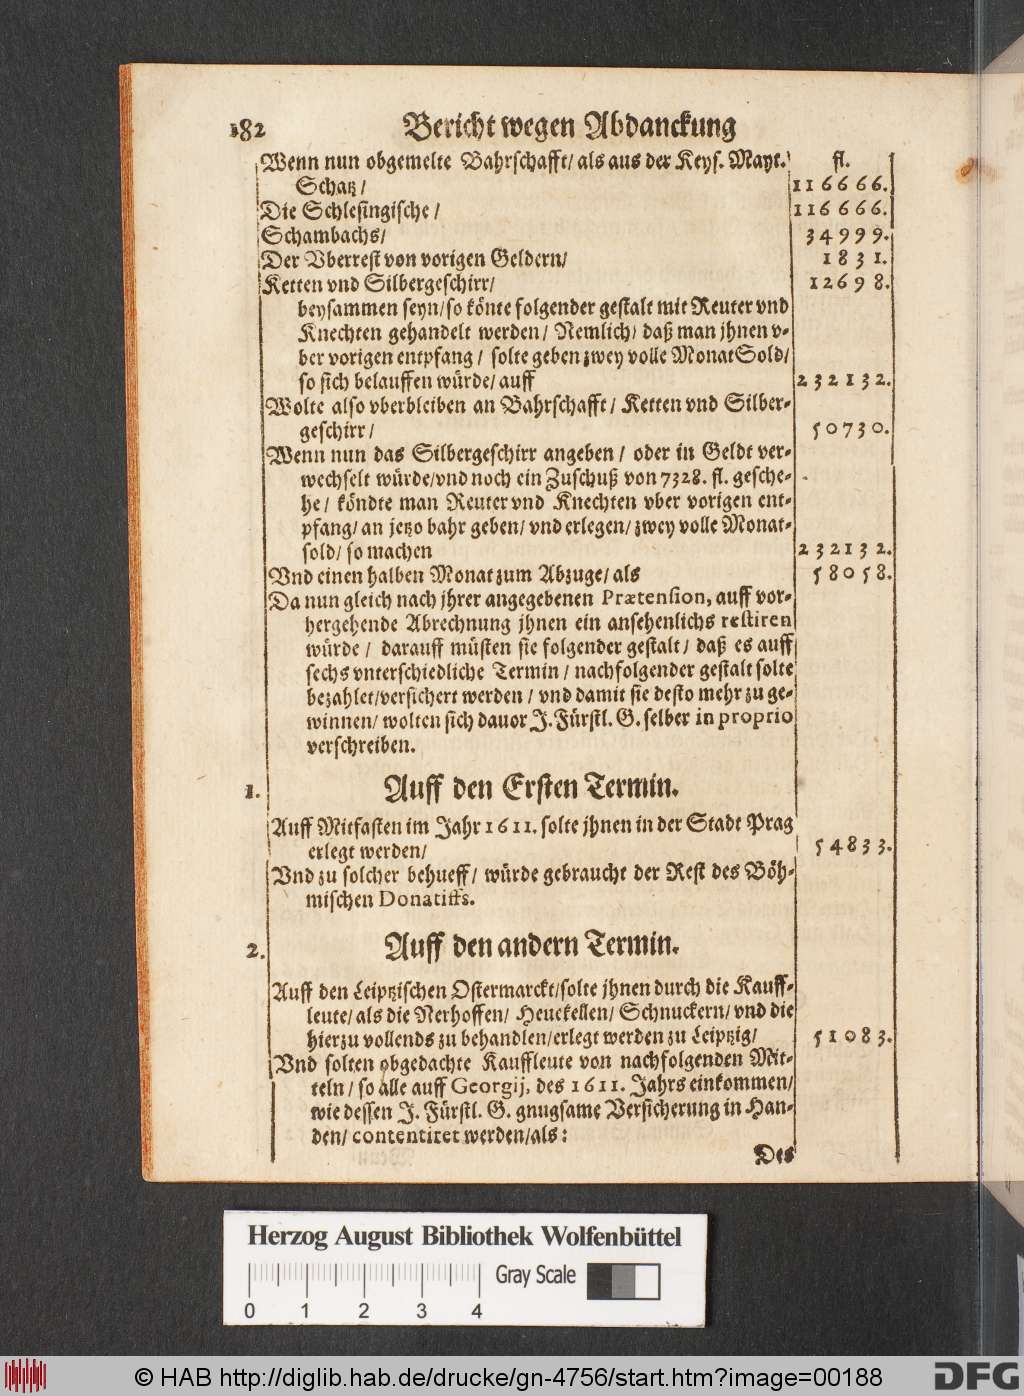 182 Bericht wegen Abdanckung
Wenn nun obgemelte Bahrschafft/ als aus der Keys. Mayt. fl.
Schatz/ 116666.
Die Schlesingische/ 116666.
Schambachs/ 34999.
Der Vberrest von vorigen Geldern/ 1831.
Ketten vnd Silbergeschirr/ 12698.
beysammen seyn/so könte folgender gestalt mit Reuter vnd
Knechten gehandelt werden/ Nemlich/ daß man jhnen v-
ber vorigen entpfang/ solte geben zwey volle MonatSold/
so sich belauffen würde/ auff 232132.
Wolte also vberbleiben an Bahrschafft/ Ketten vnd Silber-
geschirr/ 50730.
Wenn nun das Silbergeschirr angeben/ oder in Geldt ver-
wechselt würde/vnd noch ein Zuschuß von 7328. fl. gesche-
he/ köndte man Reuter vnd Knechten vber vorigen ent-
pfang/ an jetzo bahr geben/ vnd erlegen/ zwey volle Monat-
sold/ so machen 232132.
Vnd einen halben Monat zum Abzuge/ als 58058.
Da nun gleich nach jhrer angegebenen Prætension, auff vor-
hergehende Abrechnung jhnen ein ansehenlichs restiren
würde/ darauff müsten sie folgender gestalt/ daß es auff
sechs vnterschiedliche Termin/ nachfolgender gestalt solte
bezahlet/versichert werden/ vnd damit sie desto mehr zu ge-
winnen/ wolten sich dauor J. Fürstl. G. selber in proprio
verschreiben.
1. Auff den Ersten Termin.
Auff Mitfasten im Jahr 1611. solte jhnen in der Stadt Prag
erlegt werden/ 54833.
Vnd zu solcher behueff/ würde gebraucht der Rest des Böh-
mischen Donatiffs.
2. Auff den andern Termin.
Auff den Leiptzischen Ostermarckt/solte jhnen durch die Kauff-
leute/ als die Nerhoffen/ Heuckellen/ Schnuckern/ vnd die
hierzu vollends zu behandlen/erlegt werden zu Leiptzig/ 51083.
Vnd solten obgedachte Kauffleute von nachfolgenden Mit-
teln/ so alle auff Georgij, des 1611. Jahrs einkommen/
wie dessen J. Fürstl. G. gnugsame Versicherung in Han-
den/ contentiret werden/als:
Des
Herzog August Bibliothek Wolfenbüttel
Gray Scale
0 1 2 3 4
© HAB http://diglib.hab.de/drucke/gn-4756/start.htm?image=00188
DFG